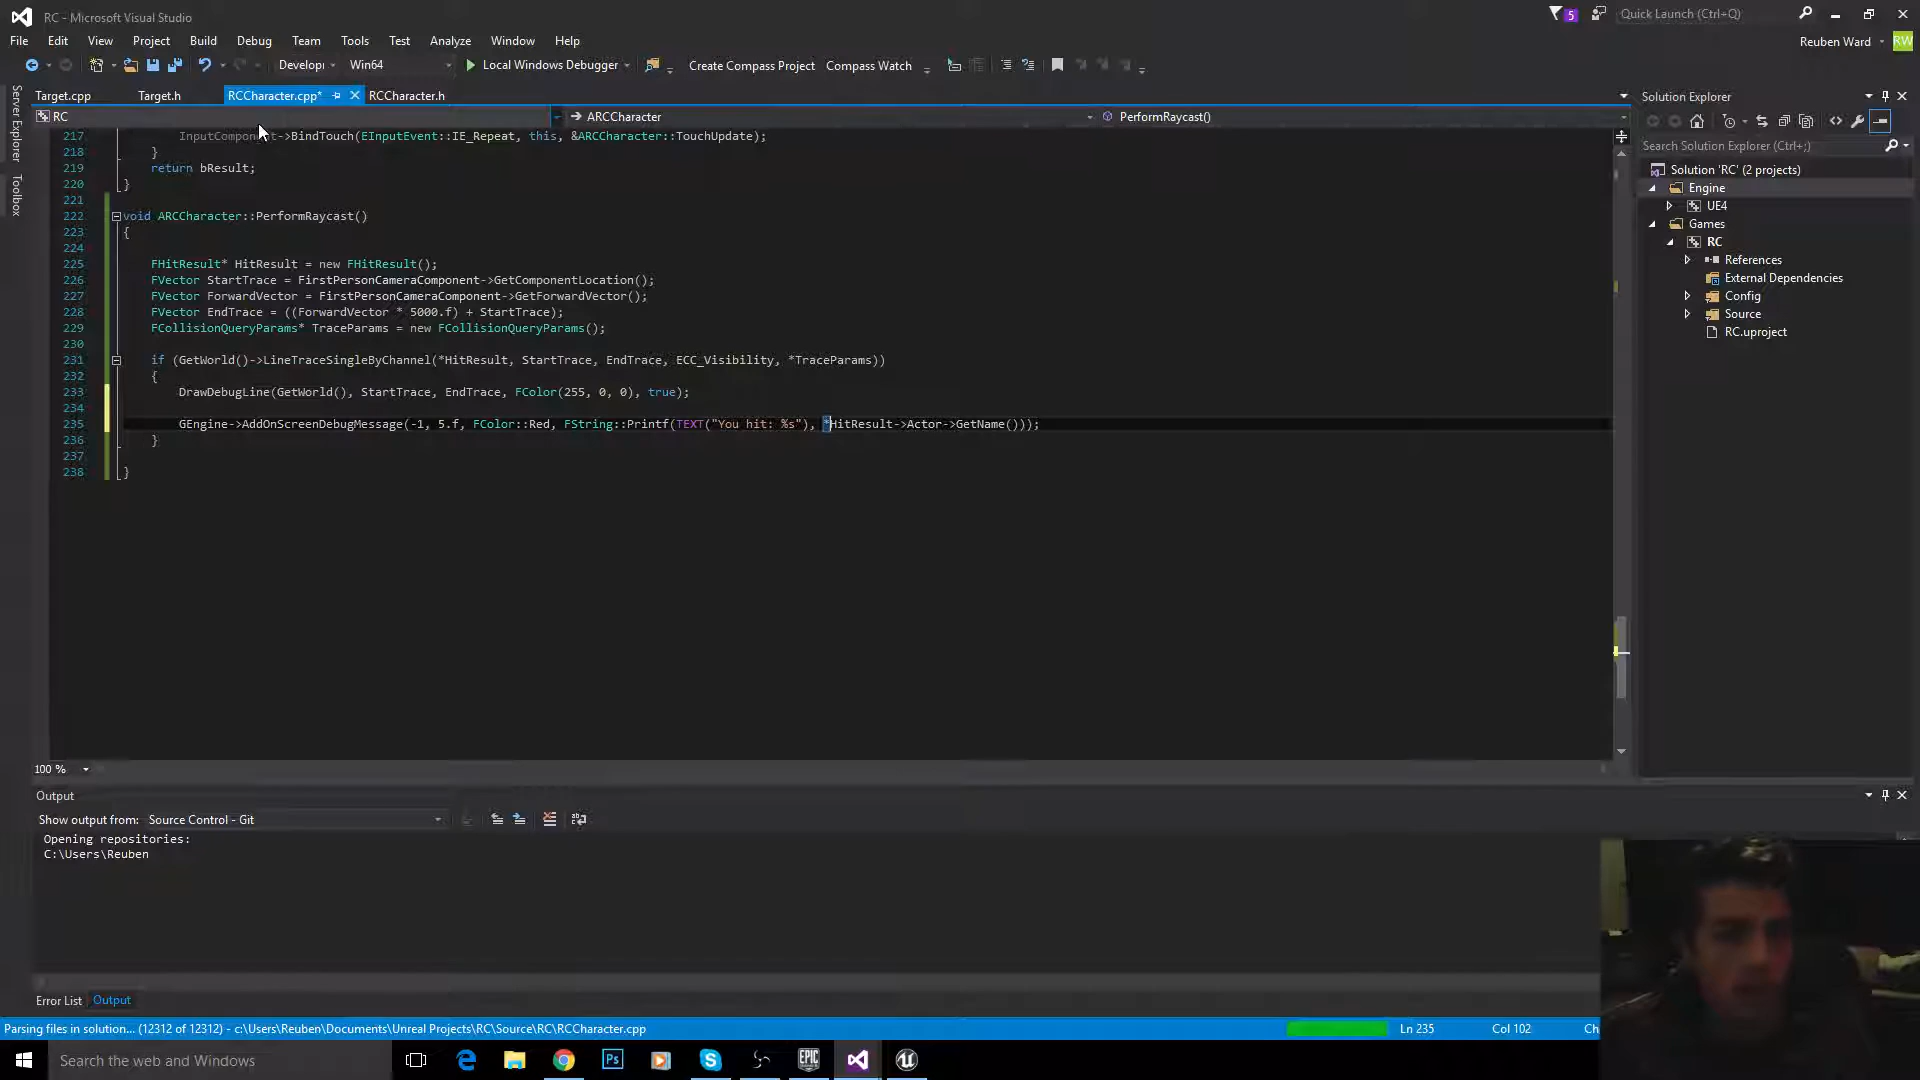 RC - Microsoft Visual Studio
5
Quick Launch (Ctrl+Q)
File Edit View Project Build Debug Team Tools Test Analyze Window Help
Reuben Ward RW
Developi Win64 Local Windows Debugger Create Compass Project Compass Watch
Server Explorer
Toolbox
Target.cpp Target.h RCCharacter.cpp* RCCharacter.h
RC ARCCharacter PerformRaycast()
217 InputComponent->BindTouch(EInputEvent::IE_Repeat, this, &ARCCharacter::TouchUpdate);
218 }
219 return bResult;
220 }
221
222 void ARCCharacter::PerformRaycast()
223 {
224
225 FHitResult* HitResult = new FHitResult();
226 FVector StartTrace = FirstPersonCameraComponent->GetComponentLocation();
227 FVector ForwardVector = FirstPersonCameraComponent->GetForwardVector();
228 FVector EndTrace = ((ForwardVector * 5000.f) + StartTrace);
229 FCollisionQueryParams* TraceParams = new FCollisionQueryParams();
230
231 if (GetWorld()->LineTraceSingleByChannel(*HitResult, StartTrace, EndTrace, ECC_Visibility, *TraceParams))
232 {
233 DrawDebugLine(GetWorld(), StartTrace, EndTrace, FColor(255, 0, 0), true);
234
235 GEngine->AddOnScreenDebugMessage(-1, 5.f, FColor::Red, FString::Printf(TEXT("You hit: %s"), *HitResult->Actor->GetName()));
236 }
237
238 }
100 %
Solution Explorer
Search Solution Explorer (Ctrl+;)
Solution 'RC' (2 projects)
Engine
UE4
Games
RC
References
External Dependencies
Config
Source
RC.uproject
Output
Show output from: Source Control - Git
Opening repositories:
C:\Users\Reuben
Error List Output
Parsing files in solution... (12312 of 12312) - c:\Users\Reuben\Documents\Unreal Projects\RC\Source\RC\RCCharacter.cpp
Ln 235 Col 102 Ch
Search the web and Windows
Ps
EPIC